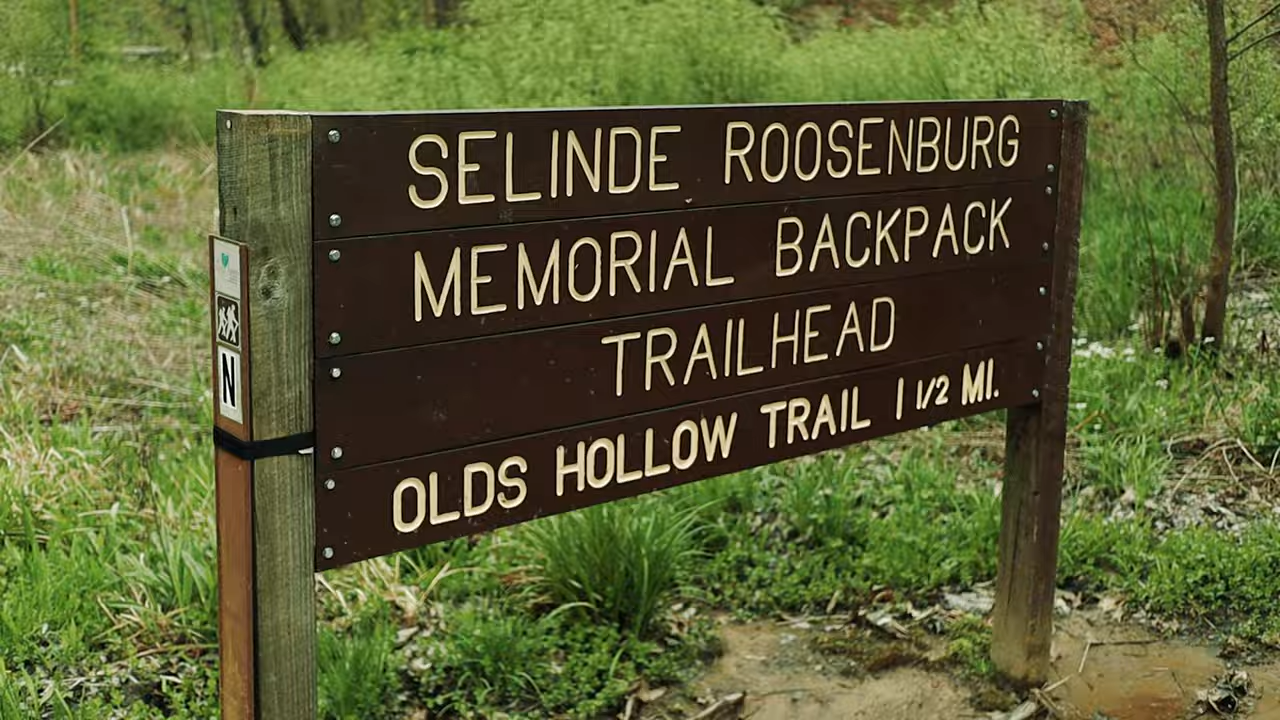 SELINDE ROOSENBURG
MEMORIAL BACKPACK
TRAILHEAD
OLDS HOLLOW TRAIL 1 1/2 MI.
N